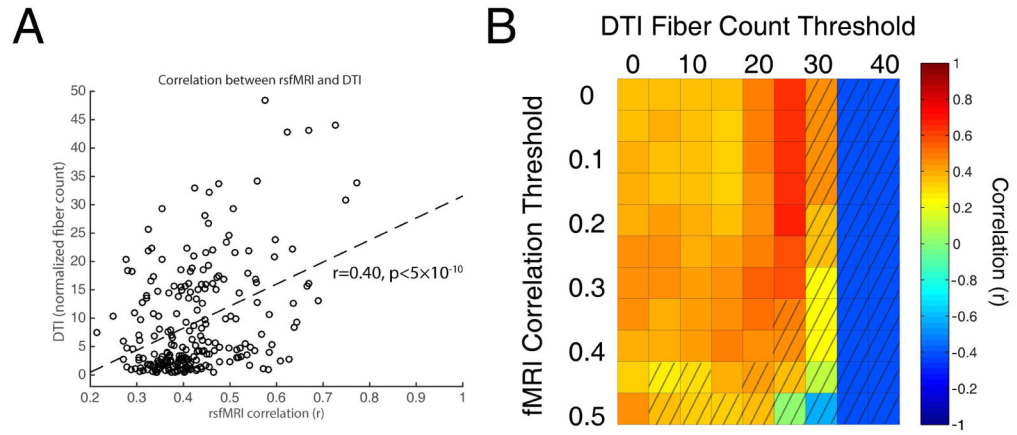 A
Correlation between rsfMRI and DTI
50
45
40
35
30
25
20
15
10
5
0
DTI (normalized fiber count)
r=0.40, p<5×10⁻¹⁰
0.2 0.3 0.4 0.5 0.6 0.7 0.8 0.9 1
rsfMRI correlation (r)
B
DTI Fiber Count Threshold
0 10 20 30 40
fMRI Correlation Threshold
0
0.1
0.2
0.3
0.4
0.5
1
0.8
0.6
0.4
0.2
0
-0.2
-0.4
-0.6
-0.8
-0.2
-1
Correlation (r)